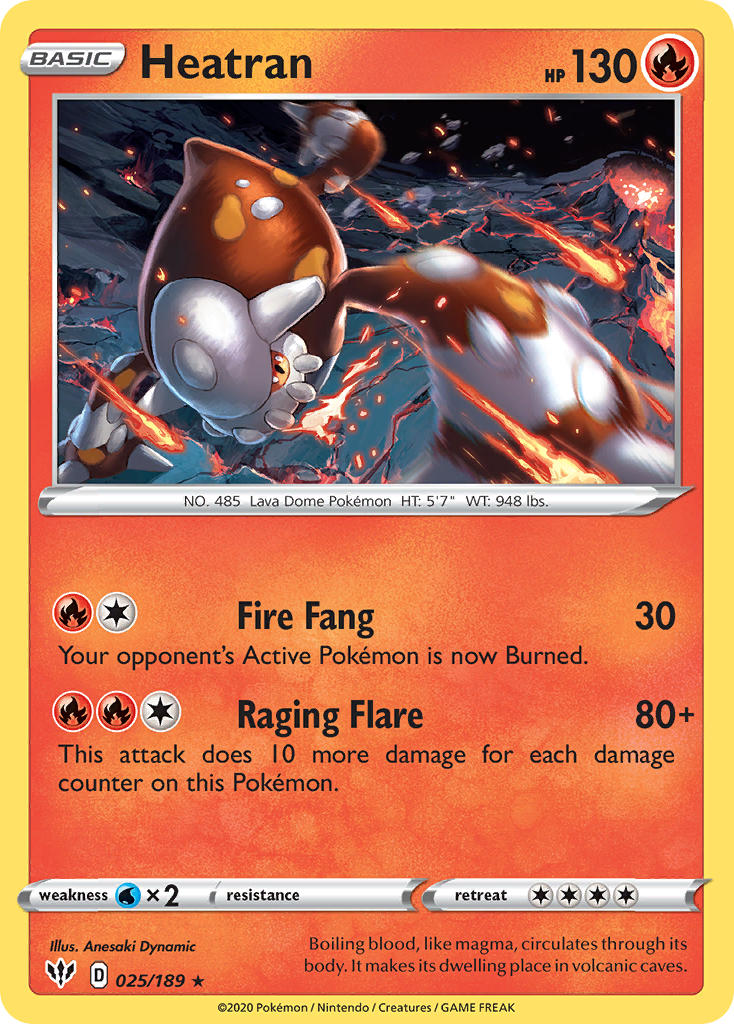 BASIC
Heatran
HP 130
NO. 485 Lava Dome Pokémon HT: 5'7" WT: 948 lbs.
Fire Fang 30
Your opponent's Active Pokémon is now Burned.
Raging Flare 80+
This attack does 10 more damage for each damage
counter on this Pokémon.
weakness ×2 resistance retreat
Illus. Anesaki Dynamic
D 025/189 ★
Boiling blood, like magma, circulates through its
body. It makes its dwelling place in volcanic caves.
©2020 Pokémon / Nintendo / Creatures / GAME FREAK